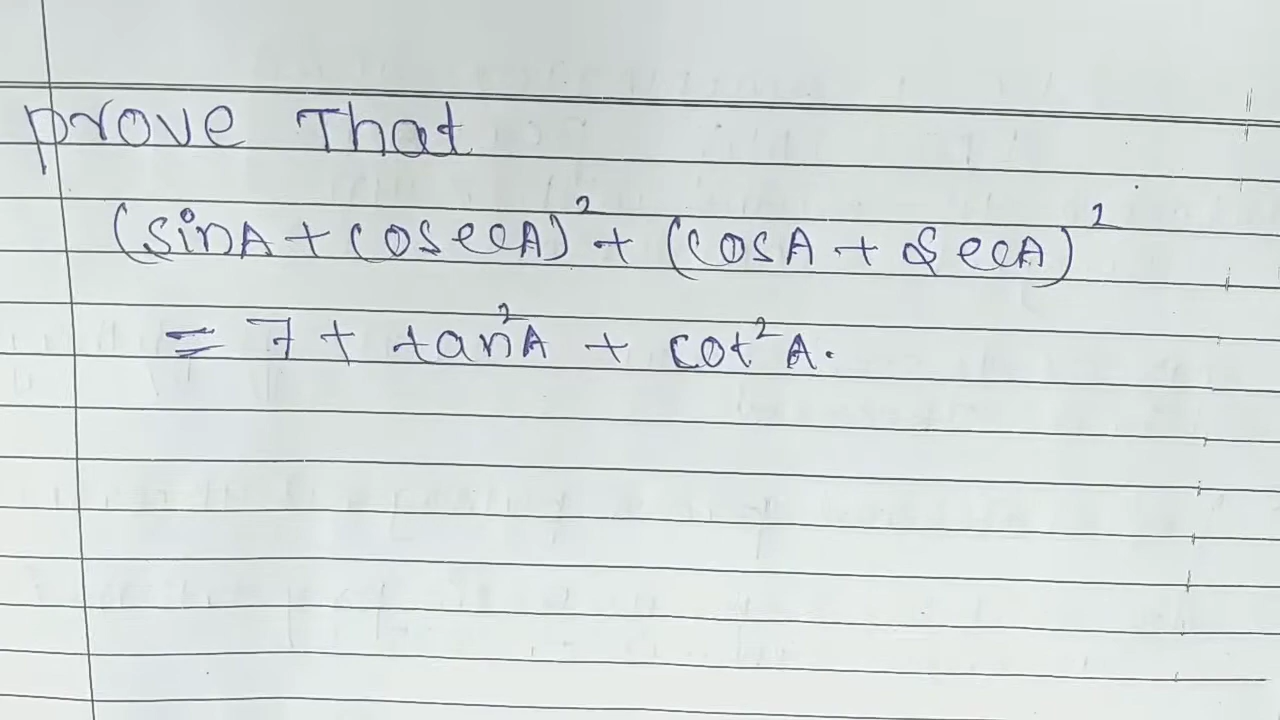 Prove That
(sinA + cosecA)² + (cosA + SecA)²
= 7 + tan²A + cot²A.